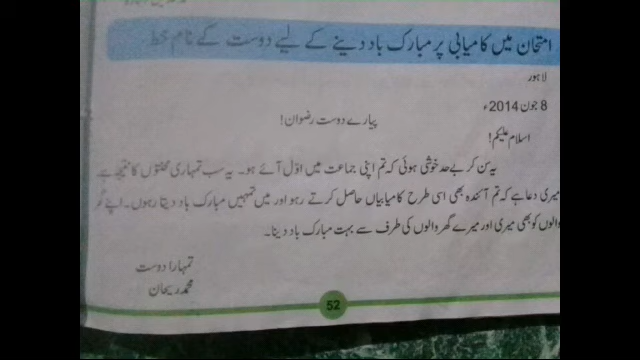 امتحان میں کامیابی پر مبارک باد دینے کے لیے دوست کے نام خط
لاہور
8 جون 2014ء
پیارے دوست رضوان!
اسلام علیکم!
یہ سن کر بے حد خوشی ہوئی کہ تم اپنی جماعت میں اوّل آئے ہو۔ یہ سب تمہاری محنتوں کا نتیجہ ہے
میری دعا ہے کہ تم آئندہ بھی اسی طرح کامیابیاں حاصل کرتے رہو اور میں تمہیں مبارک باد دیتا رہوں۔ اپنے گھر
والوں کو بھی میری اور میرے گھر والوں کی طرف سے بہت مبارک باد دینا۔
تمہارا دوست
محمد ریحان
52